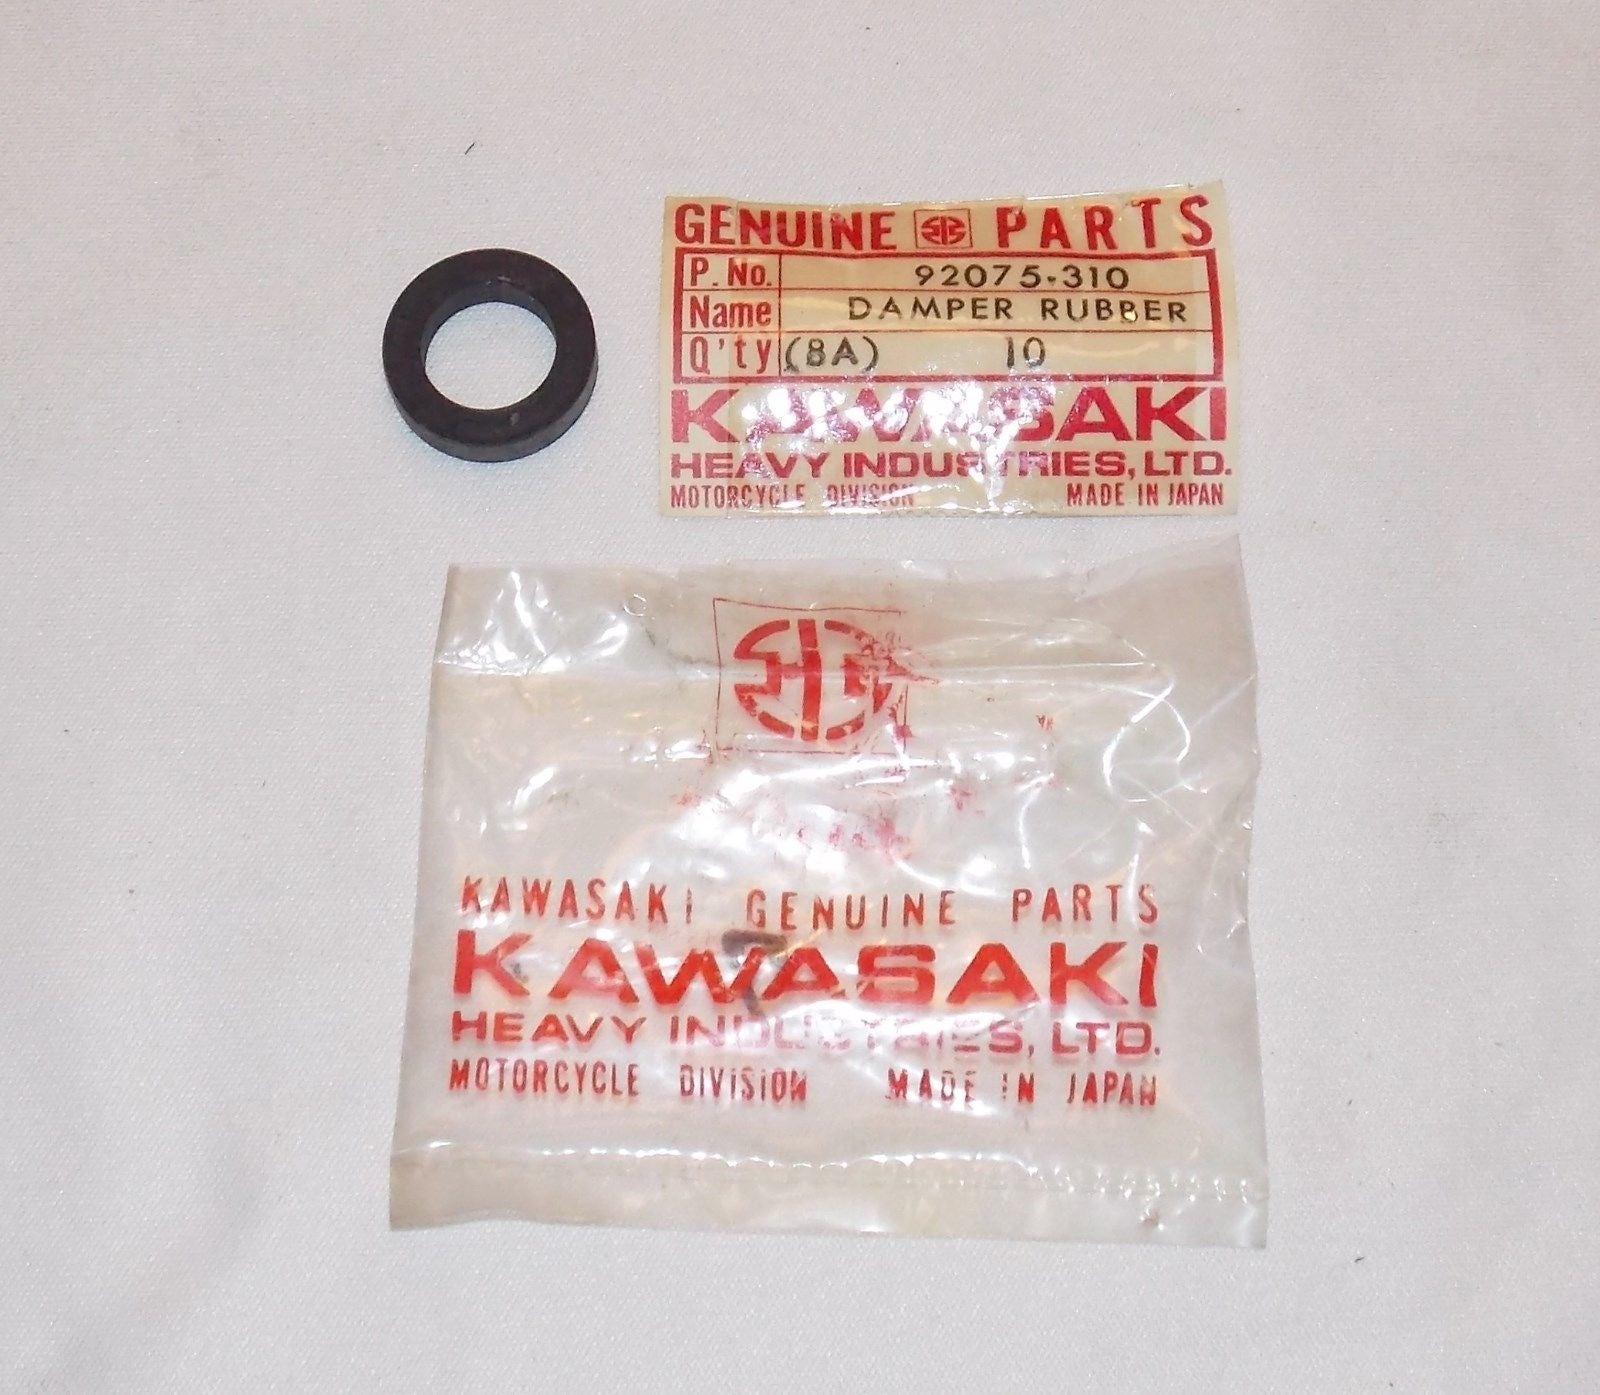 GENUINE PARTS
P. No. 92075-310
Name DAMPER RUBBER
Q'ty (8A) 10
KAWASAKI
HEAVY INDUSTRIES, LTD.
MOTORCYCLE DIVISION MADE IN JAPAN
KAWASAKI GENUINE PARTS
7
KAWASAKI
HEAVY INDUSTRIES, LTD.
MOTORCYCLE DIVISION MADE IN JAPAN